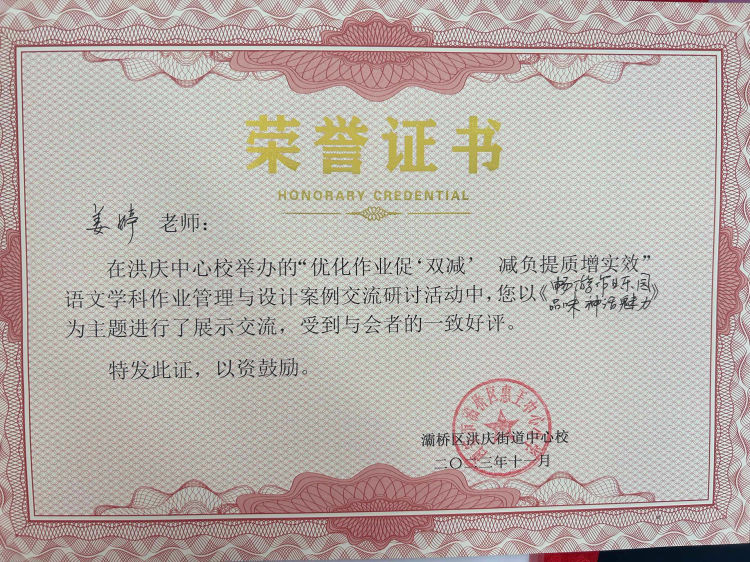 荣誉证书
HONORARY CREDENTIAL
姜婷 老师：
在洪庆中心校举办的“优化作业促‘双减’ 减负提质增实效”
语文学科作业管理与设计案例交流研讨活动中，您以《畅游作业乐园
品味神话魅力》
为主题进行了展示交流，受到与会者的一致好评。
特发此证，以资鼓励。
灞桥区洪庆街道中心校
二〇二三年十一月